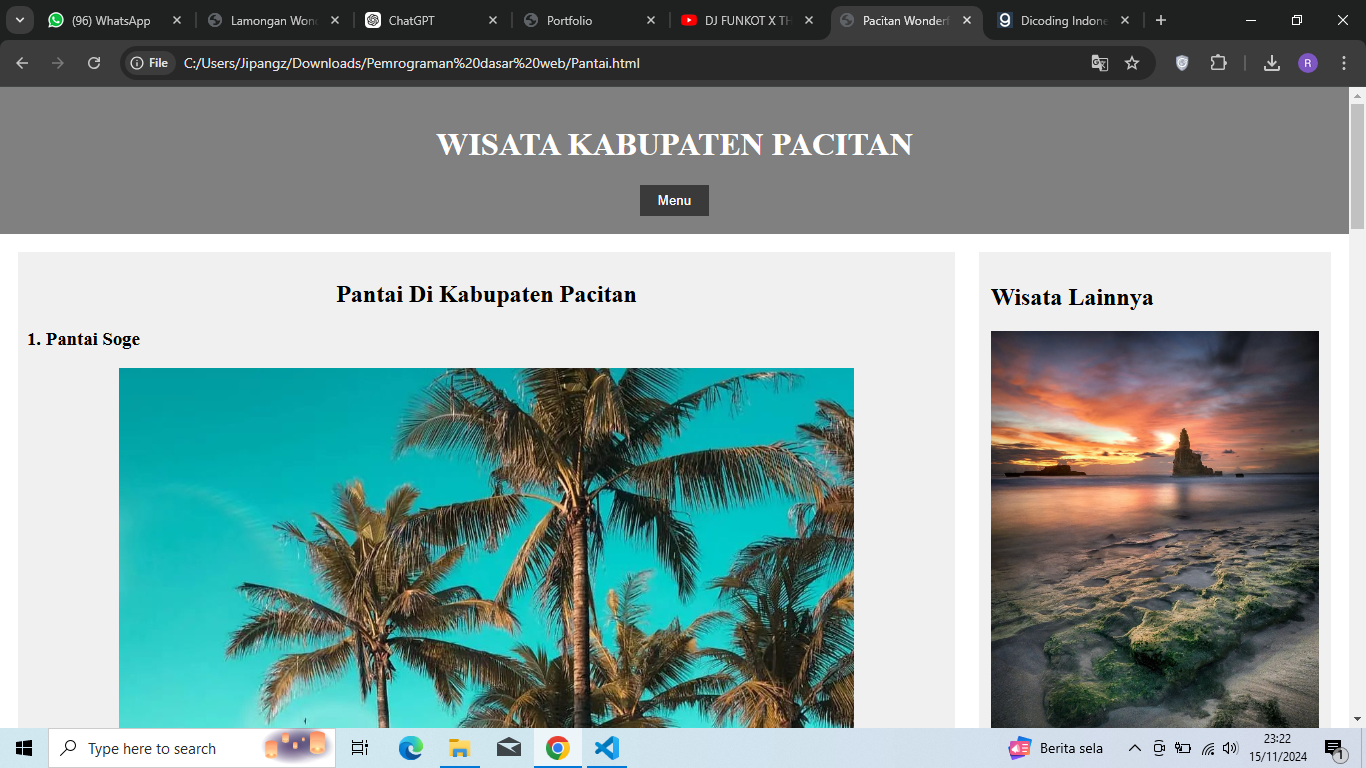 (96) WhatsApp
Lamongan Won
ChatGPT
Portfolio
DJ FUNKOT X TH
Pacitan Wonderf
Dicoding Indone
File
C:/Users/Jipangz/Downloads/Pemrograman%20dasar%20web/Pantai.html
R
WISATA KABUPATEN PACITAN
Menu
Pantai Di Kabupaten Pacitan
1. Pantai Soge
Wisata Lainnya
Type here to search
Berita sela
23:22
15/11/2024
1